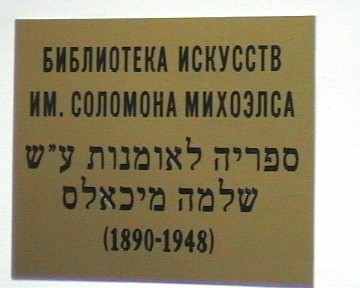 БИБЛИОТЕКА ИСКУССТВ
ИМ. СОЛОМОНА МИХОЭЛСА
ספריה לאומנות ע"ש
שלמה מיכאלס
(1890-1948)